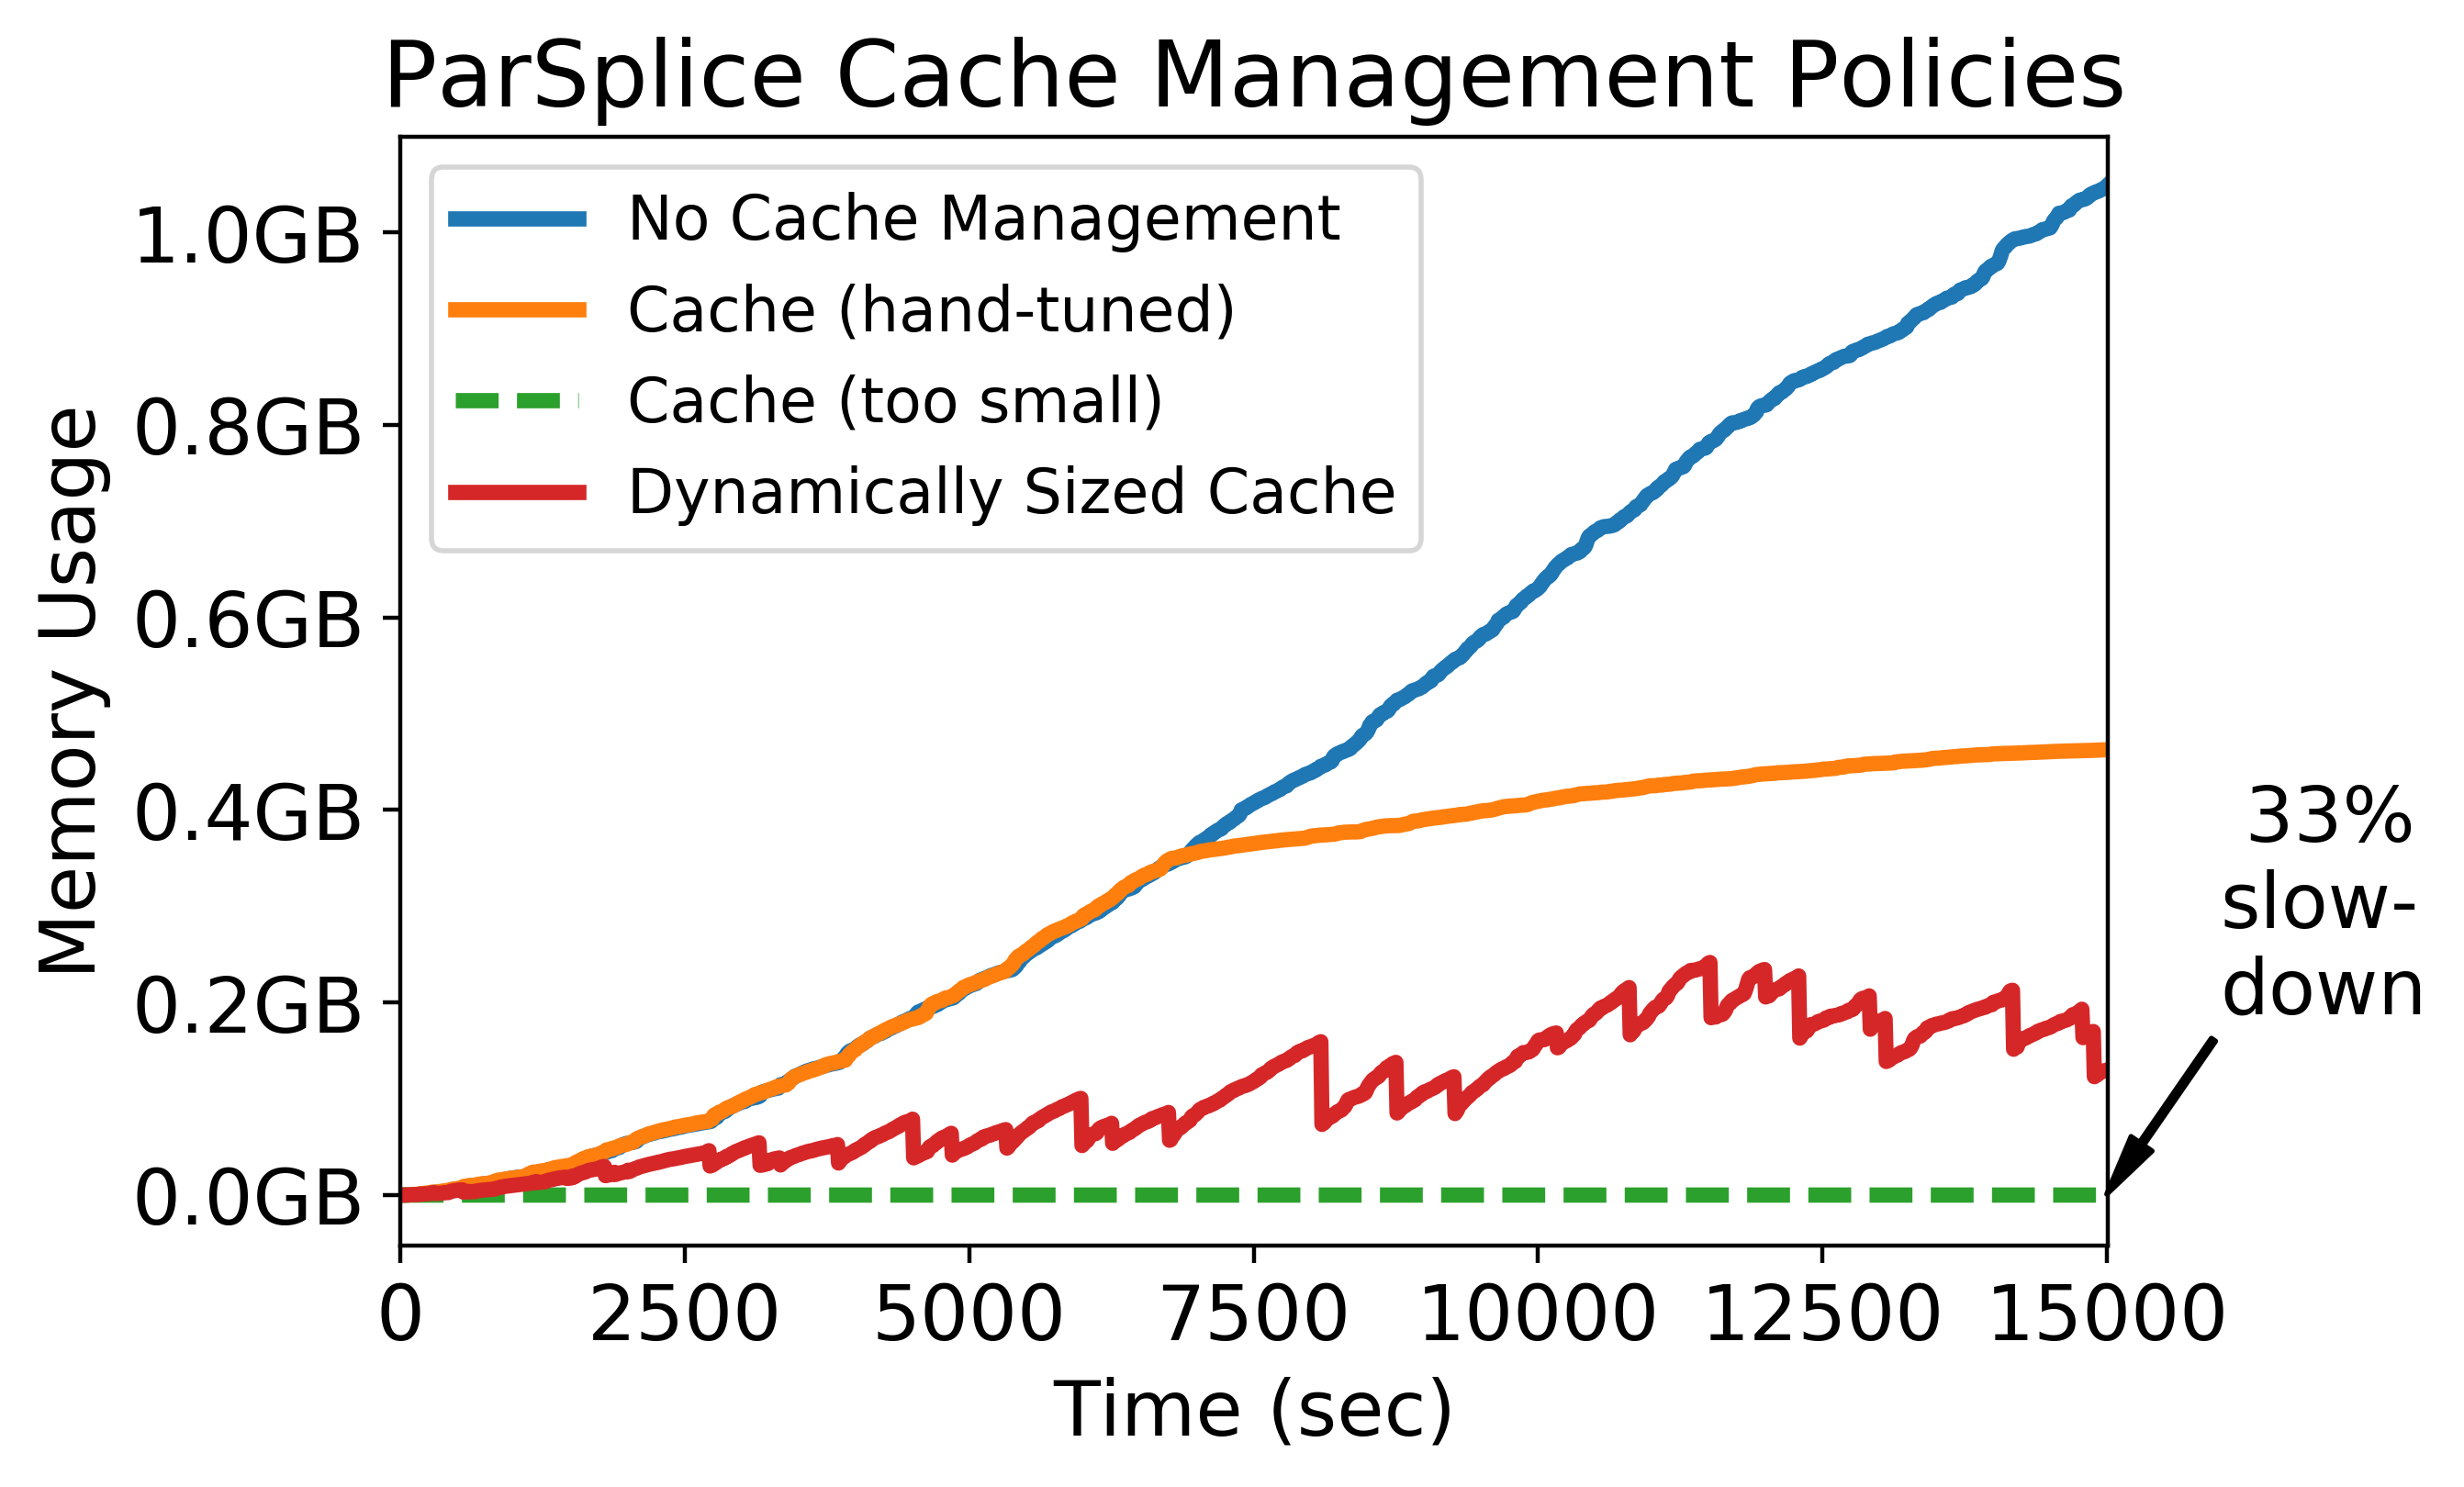 ParSplice Cache Management Policies
No Cache Management
Cache (hand-tuned)
Cache (too small)
Dynamically Sized Cache
Memory Usage
1.0GB
0.8GB
0.6GB
0.4GB
0.2GB
0.0GB
33%
slow-
down
0 2500 5000 7500 10000 12500 15000
Time (sec)